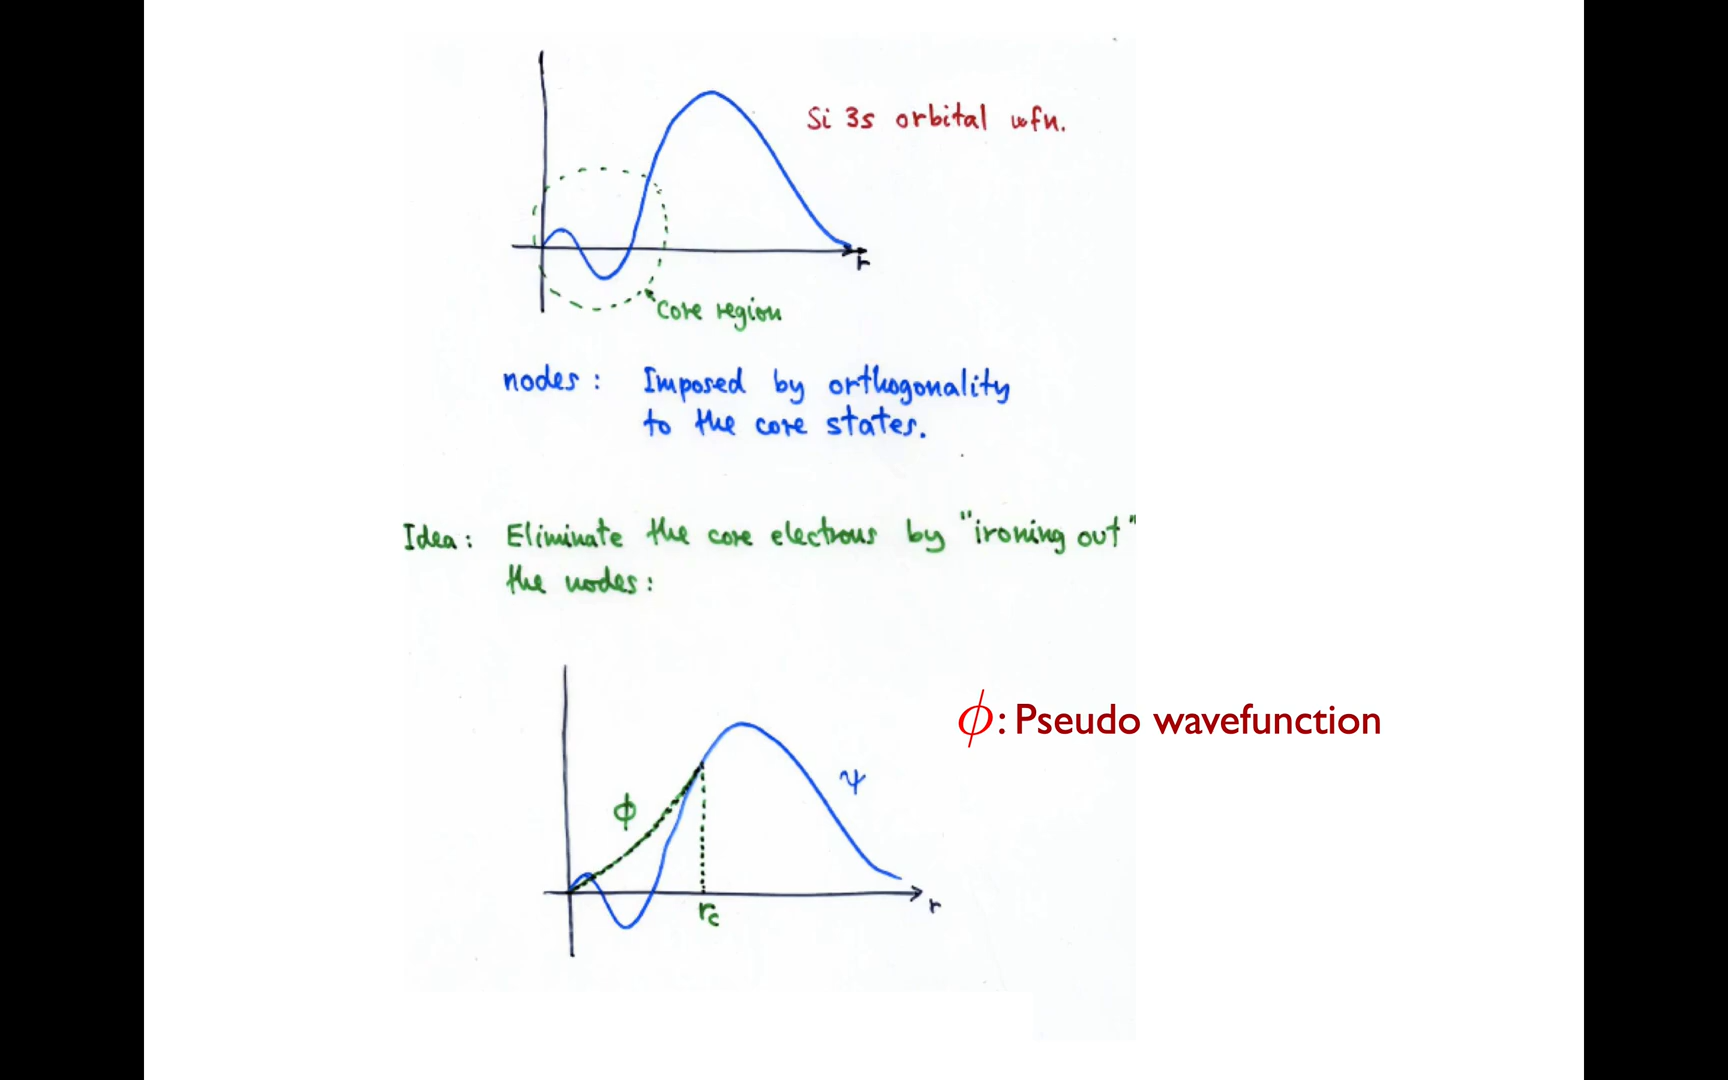 Si 3s orbital wfn.
r
core region
nodes: Imposed by orthogonality
to the core states.
Idea: Eliminate the core electrons by "ironing out"
the nodes:
ϕ: Pseudo wavefunction
ψ
ϕ
r
rc